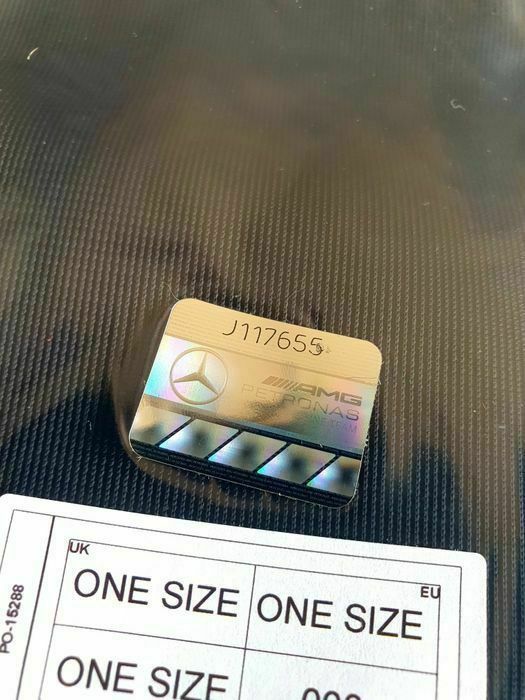 J117655
AMG
PETRONAS
UK
EU
ONE SIZE
ONE SIZE
ONE SIZE
PO-15288